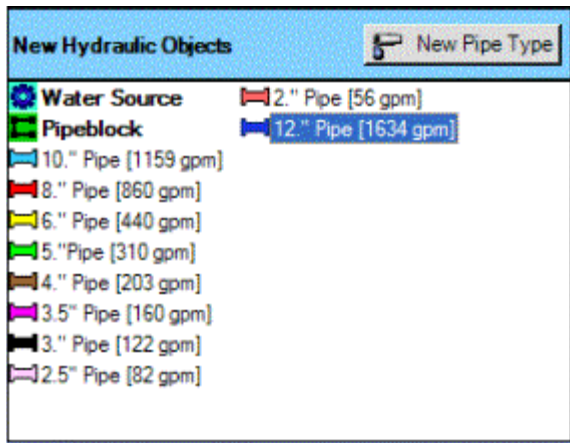 New Hydraulic Objects
New Pipe Type
Water Source
Pipeblock
10." Pipe [1159 gpm]
8." Pipe [860 gpm]
6." Pipe [440 gpm]
5."Pipe [310 gpm]
4." Pipe [203 gpm]
3.5" Pipe [160 gpm]
3." Pipe [122 gpm]
2.5" Pipe [82 gpm]
2." Pipe [56 gpm]
12." Pipe [1634 gpm]